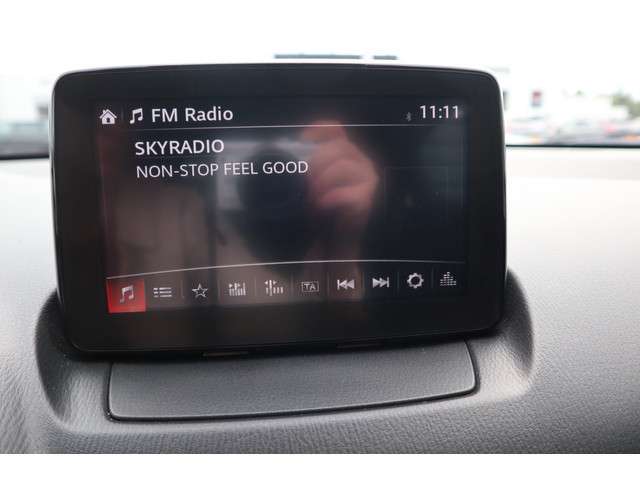 FM Radio 11:11
SKYRADIO
NON-STOP FEEL GOOD
TA